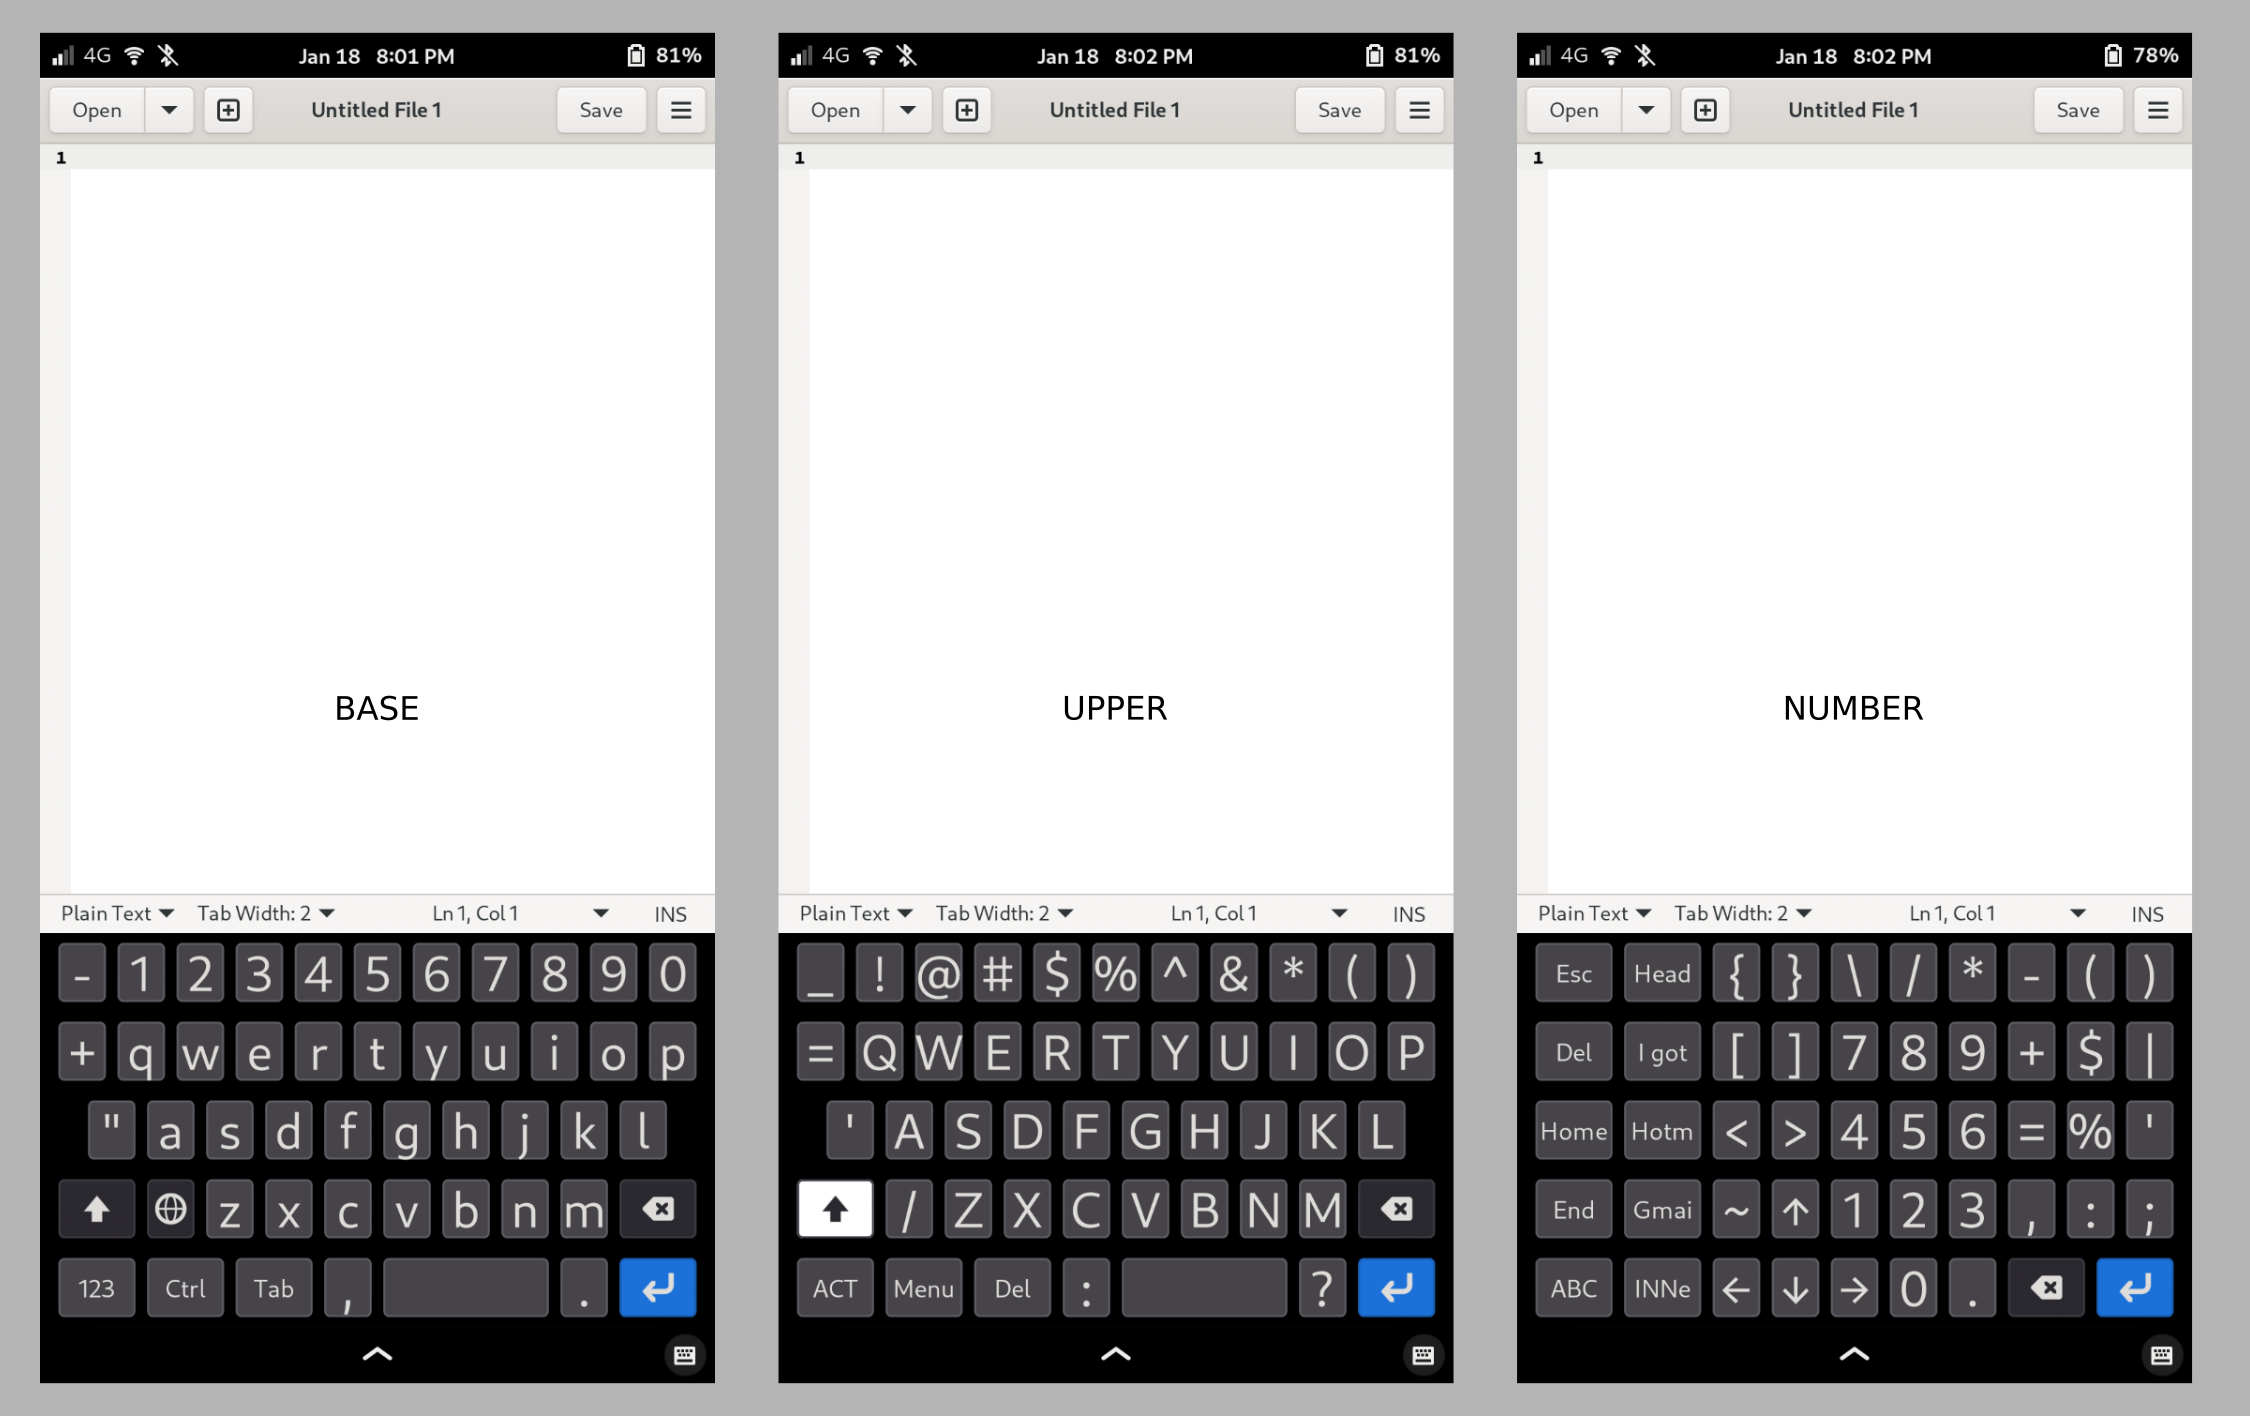 4G Jan 18 8:01 PM 81%
Open Untitled File 1 Save
1
BASE
Plain Text Tab Width: 2 Ln 1, Col 1 INS
- 1 2 3 4 5 6 7 8 9 0
+ q w e r t y u i o p
" a s d f g h j k l
z x c v b n m
123 Ctrl Tab , .
4G Jan 18 8:02 PM 81%
Open Untitled File 1 Save
1
UPPER
Plain Text Tab Width: 2 Ln 1, Col 1 INS
_ ! @ # $ % ^ & * ( )
= Q W E R T Y U I O P
' A S D F G H J K L
/ Z X C V B N M
ACT Menu Del : ?
4G Jan 18 8:02 PM 78%
Open Untitled File 1 Save
1
NUMBER
Plain Text Tab Width: 2 Ln 1, Col 1 INS
Esc Head { } \ / * - ( )
Del I got [ ] 7 8 9 + $ |
Home Hotm < > 4 5 6 = % '
End Gmai ~ ↑ 1 2 3 , : ;
ABC INNe ← ↓ → 0 .